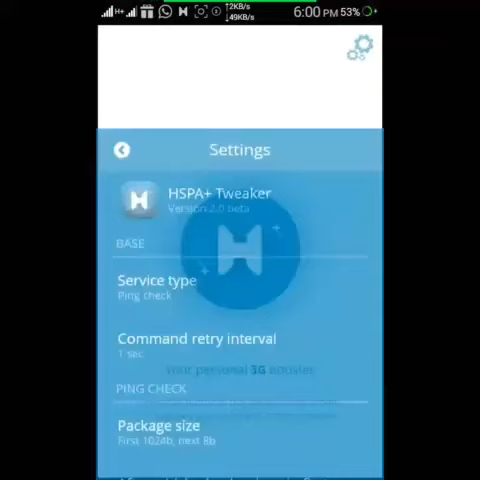 H+ ↑2KB/s ↓49KB/s 6:00 PM 53%
Settings
HSPA+ Tweaker
Version 2.0 beta
BASE
Service type
Ping check
Command retry interval
1 sec
Your personal 3G booster
PING CHECK
Package size
First 1024b, next 8b